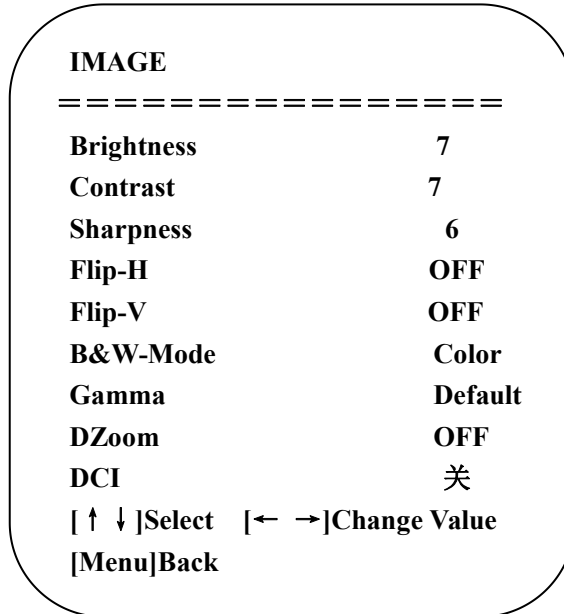 IMAGE
=================
Brightness 7
Contrast 7
Sharpness 6
Flip-H OFF
Flip-V OFF
B&W-Mode Color
Gamma Default
DZoom OFF
DCI 关
[↑ ↓]Select [← →]Change Value
[Menu]Back